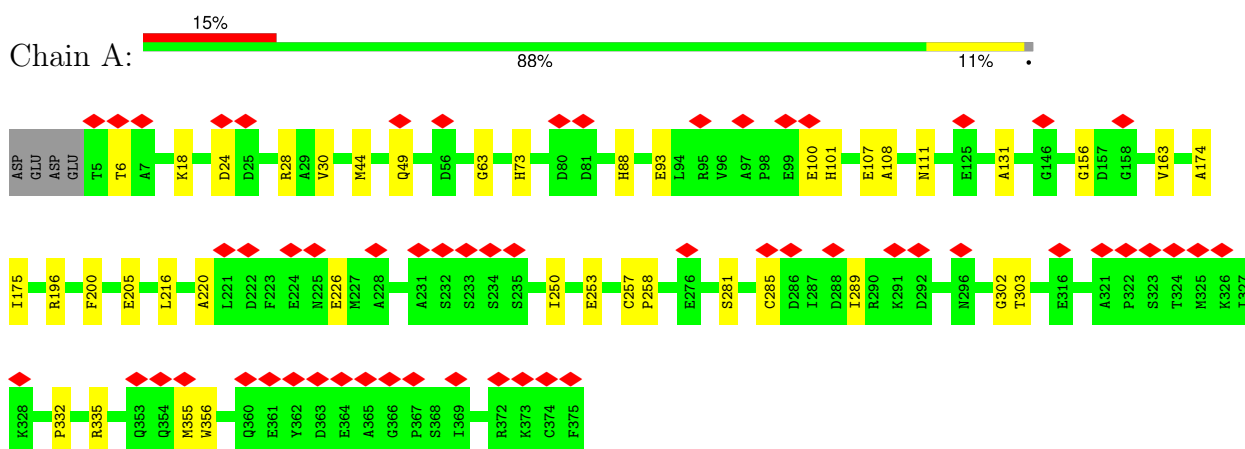 15%
Chain A:
88% 11% •
ASP GLU ASP GLU T5 T6 A7 K18 D24 D25 R28 A29 V30 M44 Q49 D56 G63 H73 D80 D81 H88 E93 L94 R95 V96 A97 P98 E99 E100 H101 E107 A108 N111 E125 A131 G146 G156 D157 G158 V163 A174
I175 R196 F200 E205 L216 A220 L221 D222 F223 E224 N225 E226 M227 A228 A231 S232 S233 S234 S235 I250 E253 C257 P258 E276 S281 C285 D286 I287 D288 I289 R290 K291 D292 N296 G302 T303 E316 A321 P322 S323 T324 M325 K326 I327
K328 P332 R335 Q353 Q354 M355 W356 Q360 E361 Y362 D363 E364 A365 G366 P367 S368 I369 R372 K373 C374 F375